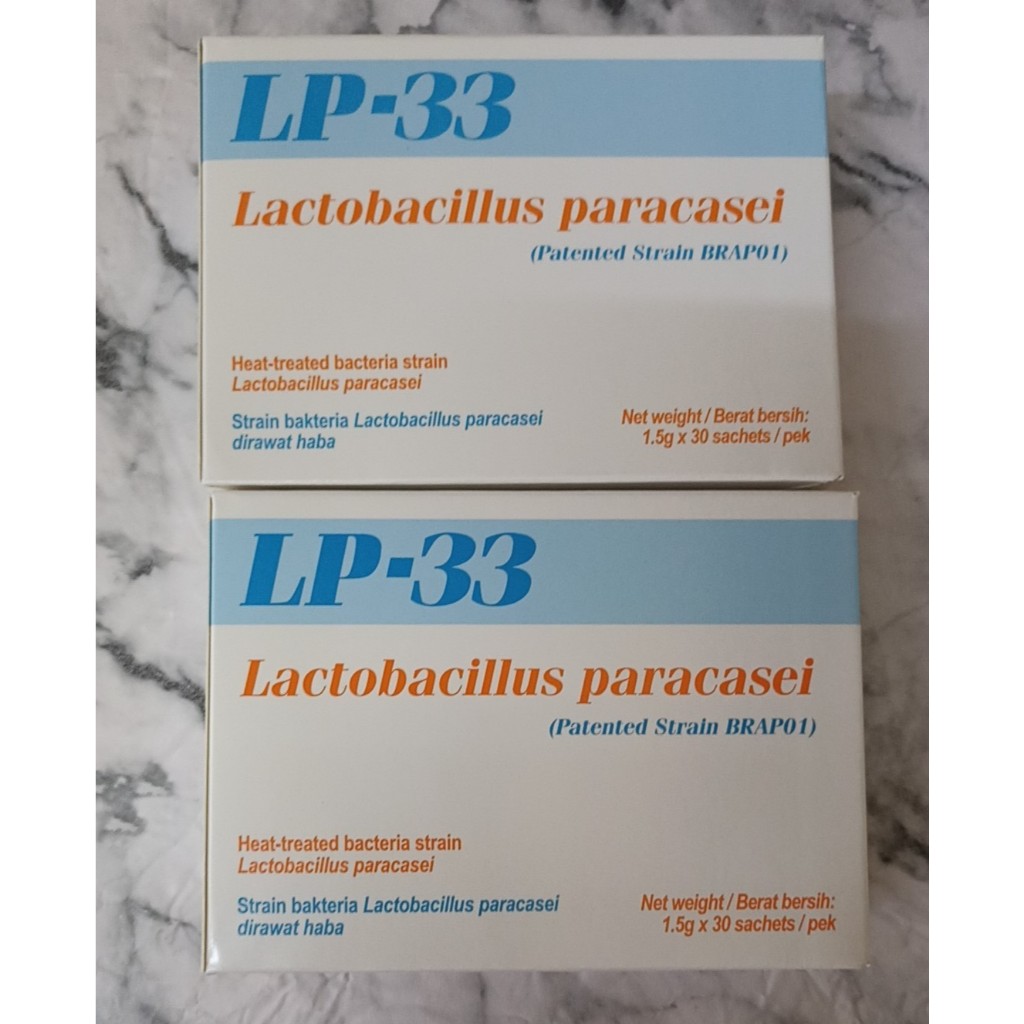 LP-33
Lactobacillus paracasei
(Patented Strain BRAP01)
Heat-treated bacteria strain
Lactobacillus paracasei
Strain bakteria Lactobacillus paracasei
dirawat haba
Net weight / Berat bersih:
1.5g x 30 sachets / pek
LP-33
Lactobacillus paracasei
(Patented Strain BRAP01)
Heat-treated bacteria strain
Lactobacillus paracasei
Strain bakteria Lactobacillus paracasei
dirawat haba
Net weight / Berat bersih:
1.5g x 30 sachets / pek